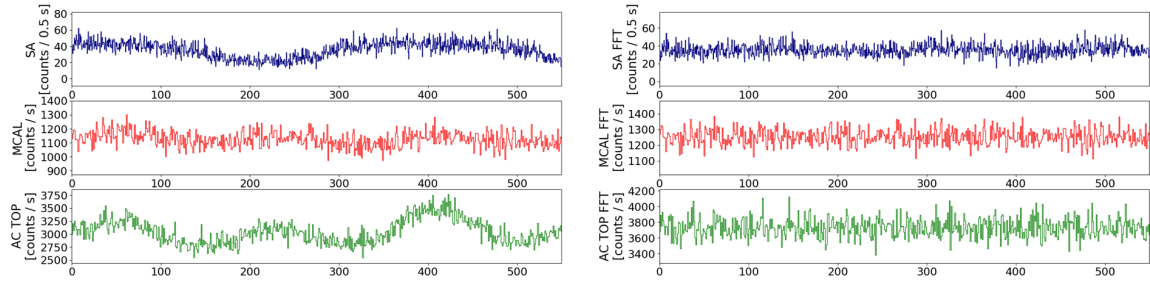 SA
[counts / 0.5 s]
80
60
40
20
0
0 100 200 300 400 500
MCAL
[counts / s]
1400
1300
1200
1100
1000
900
0 100 200 300 400 500
AC TOP
[counts / s]
3750
3500
3250
3000
2750
2500
0 100 200 300 400 500
SA FFT
[counts / 0.5 s]
60
40
20
0
0 100 200 300 400 500
MCAL FFT
[counts / s]
1400
1300
1200
1100
0 100 200 300 400 500
AC TOP FFT
[counts / s]
4200
4000
3800
3600
3400
0 100 200 300 400 500